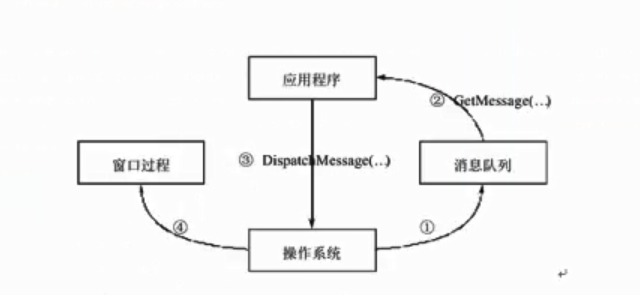 应用程序
② GetMessage(...)
窗口过程
③ DispatchMessage(...)
消息队列
④
①
操作系统